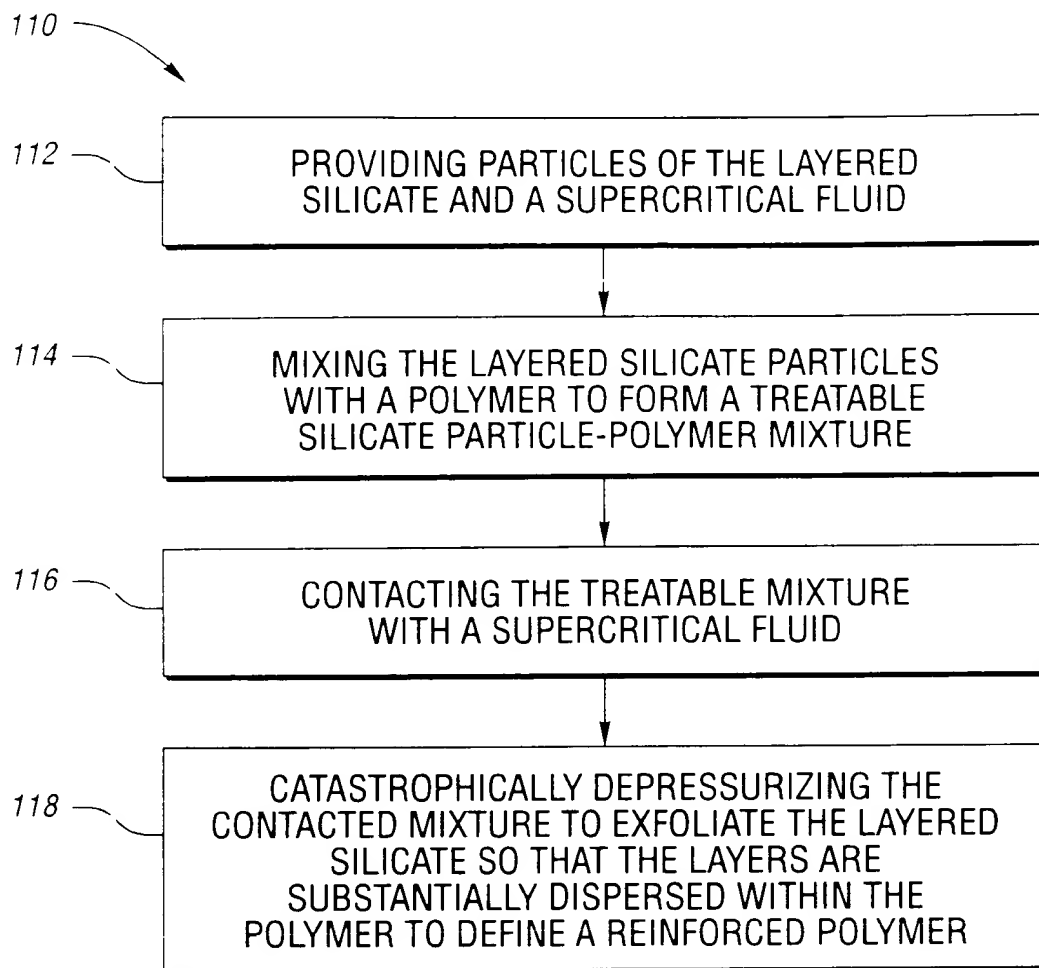 110
112
PROVIDING PARTICLES OF THE LAYERED
SILICATE AND A SUPERCRITICAL FLUID
114
MIXING THE LAYERED SILICATE PARTICLES
WITH A POLYMER TO FORM A TREATABLE
SILICATE PARTICLE-POLYMER MIXTURE
116
CONTACTING THE TREATABLE MIXTURE
WITH A SUPERCRITICAL FLUID
118
CATASTROPHICALLY DEPRESSURIZING THE
CONTACTED MIXTURE TO EXFOLIATE THE LAYERED
SILICATE SO THAT THE LAYERS ARE
SUBSTANTIALLY DISPERSED WITHIN THE
POLYMER TO DEFINE A REINFORCED POLYMER